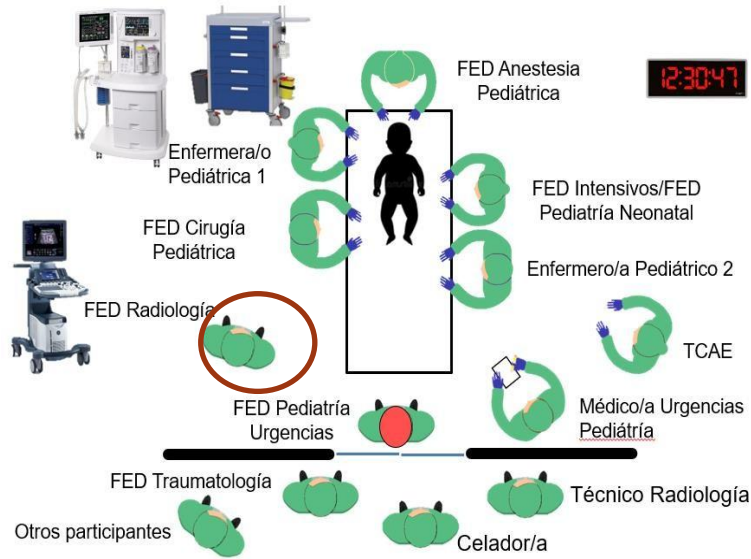 FED Anestesia
Pediátrica
12:30:47
Enfermera/o
Pediátrica 1
FED Intensivos/FED
Pediatría Neonatal
FED Cirugía
Pediátrica
Enfermero/a Pediátrico 2
FED Radiología
TCAE
FED Pediatría
Urgencias
Médico/a Urgencias
Pediátría
FED Traumatología
Técnico Radiología
Otros participantes
Celador/a